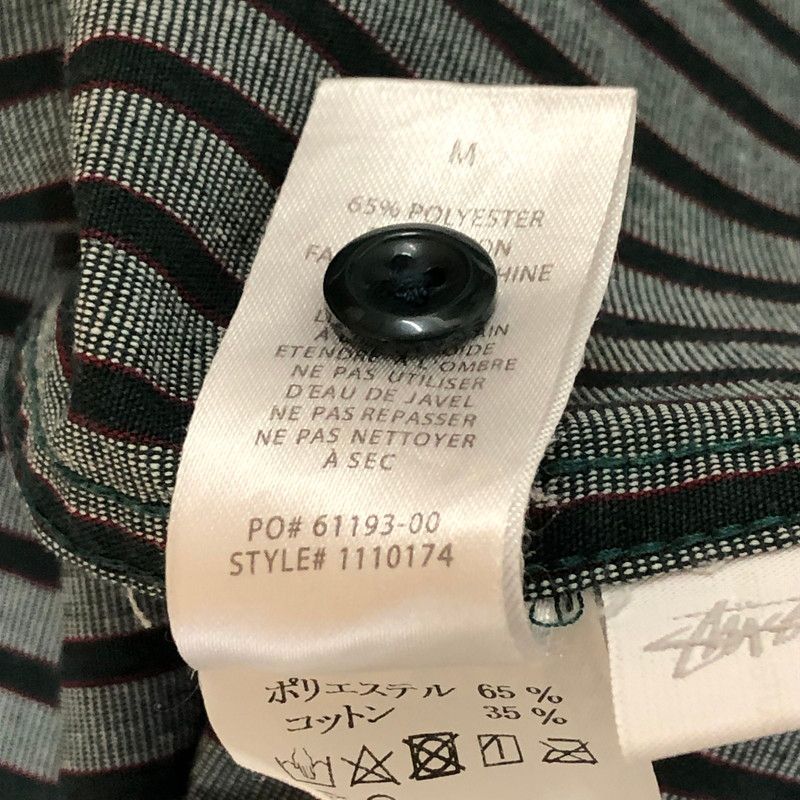 M
65% POLYESTER
ETENDRE À L'OMBRE
NE PAS UTILISER
D'EAU DE JAVEL
NE PAS REPASSER
NE PAS NETTOYER
À SEC
PO# 61193-00
STYLE# 1110174
ポリエステル 65 %
コットン 35 %